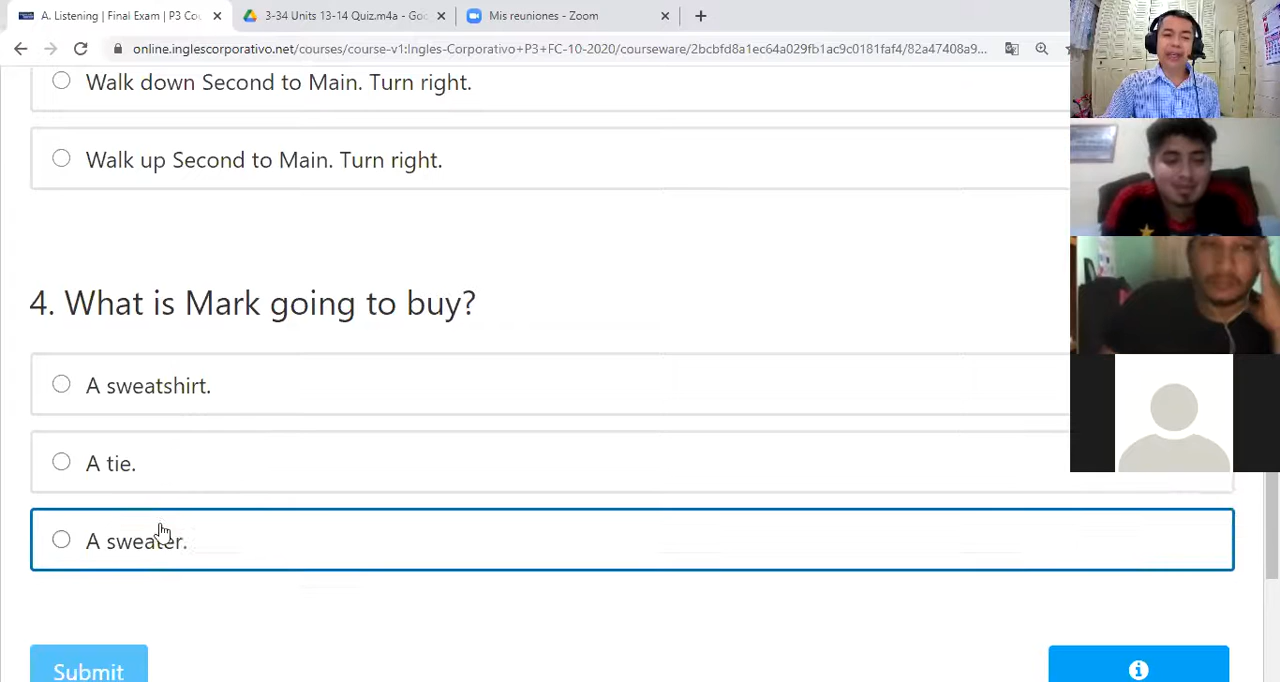 A. Listening | Final Exam | P3 Cou
3-34 Units 13-14 Quiz.m4a - Goo
Mis reuniones - Zoom
online.inglescorporativo.net/courses/course-v1:Ingles-Corporativo+P3+FC-10-2020/courseware/2bcbfd8a1ec64a029fb1ac9c0181faf4/82a47408a9...
Walk down Second to Main. Turn right.
Walk up Second to Main. Turn right.
4. What is Mark going to buy?
A sweatshirt.
A tie.
A sweater.
Submit